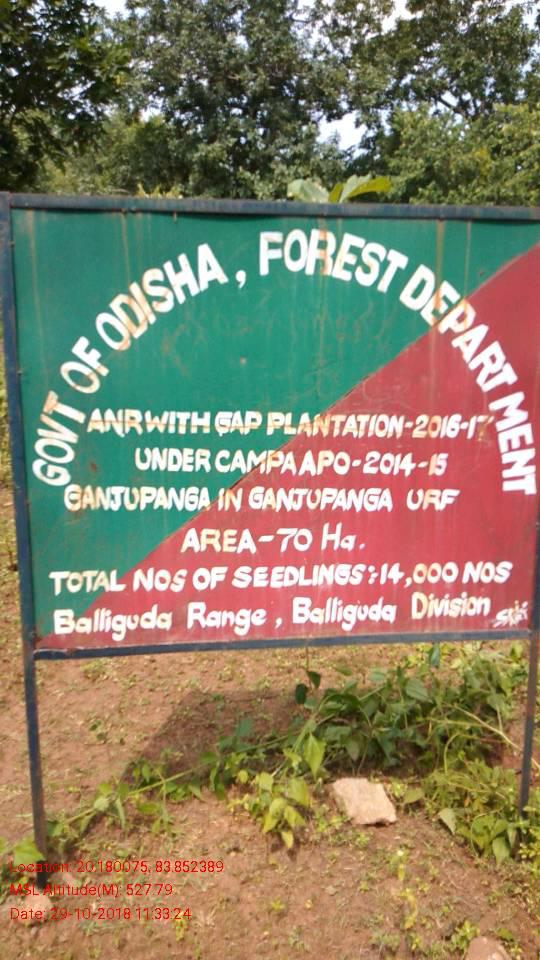 GOVT OF ODISHA, FOREST DEPARTMENT
ANR WITH GAP PLANTATION-2016-17
UNDER CAMPA APO-2014-15
GANJUPANGA IN GANJUPANGA URF
AREA-70 Ha.
TOTAL NOS OF SEEDLINGS:-14,000 NOS
Balliguda Range, Balliguda Division
Location: 20.180075, 83.852389
MSL Altitude(M): 527.79
Date: 29-10-2018 11:33:24